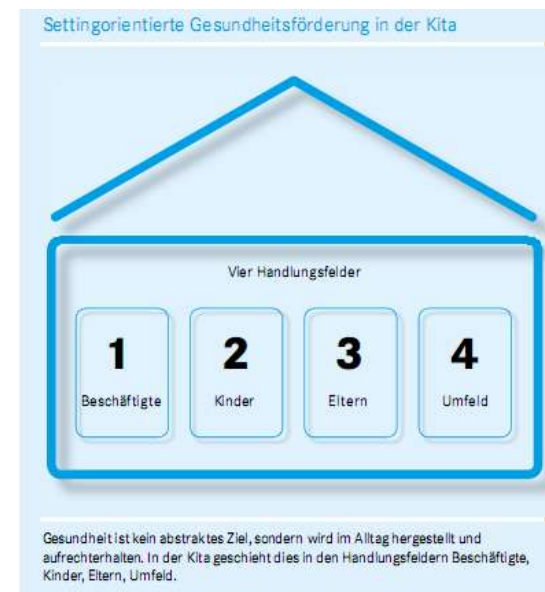 Settingorientierte Gesundheitsförderung in der Kita
Vier Handlungsfelder
1 2 3 4
Beschäftigte Kinder Eltern Umfeld
Gesundheit ist kein abstraktes Ziel, sondern wird im Alltag hergestellt und
aufrechterhalten. In der Kita geschieht dies in den Handlungsfeldern Beschäftigte,
Kinder, Eltern, Umfeld.